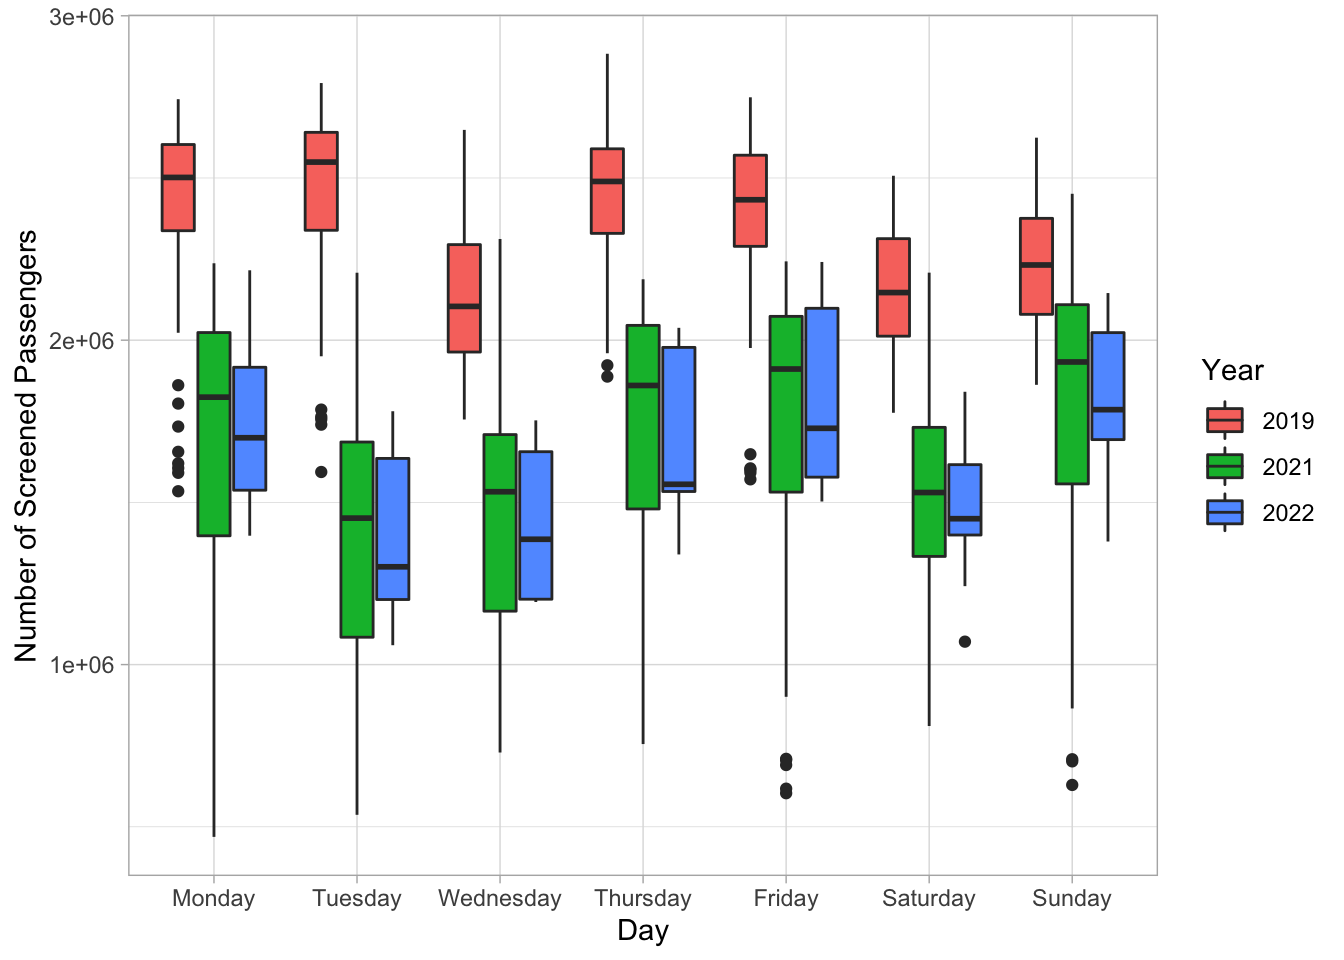 3e+06
2e+06
1e+06
Number of Screened Passengers
Monday Tuesday Wednesday Thursday Friday Saturday Sunday
Day
Year
2019
2021
2022